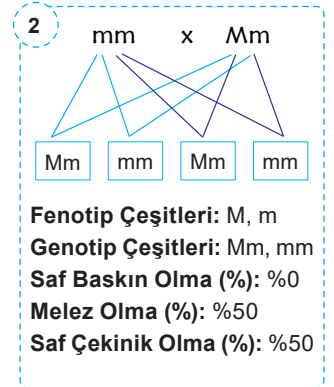 2
mm x Mm
Mm mm Mm mm
Fenotip Çeşitleri: M, m
Genotip Çeşitleri: Mm, mm
Saf Baskın Olma (%): %0
Melez Olma (%): %50
Saf Çekinik Olma (%): %50